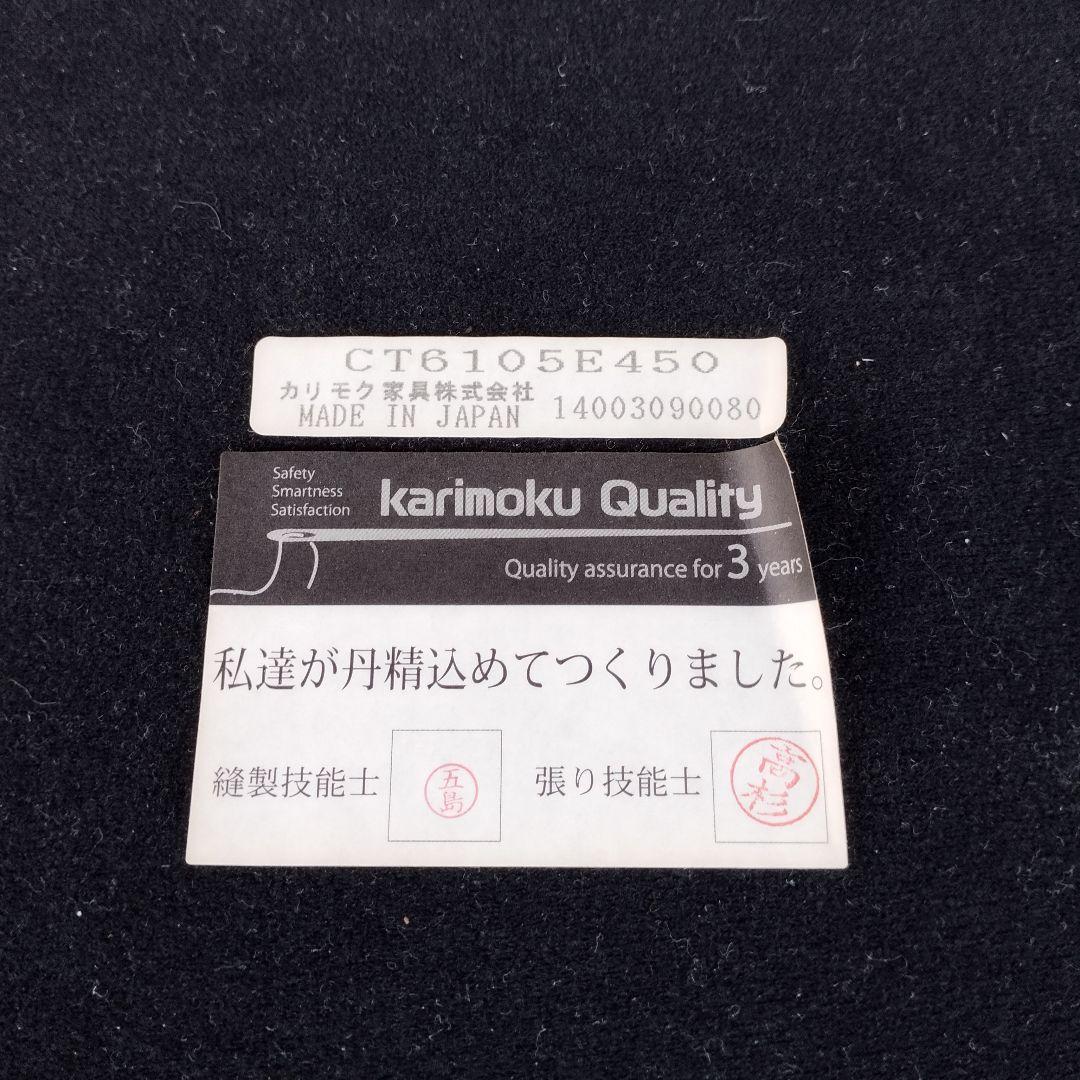 CT6105E450
カリモク家具株式会社
MADE IN JAPAN 14003090080
Safety
Smartness
Satisfaction
karimoku Quality
Quality assurance for 3 years
私達が丹精込めてつくりました。
縫製技能士 五島 張り技能士 高杉